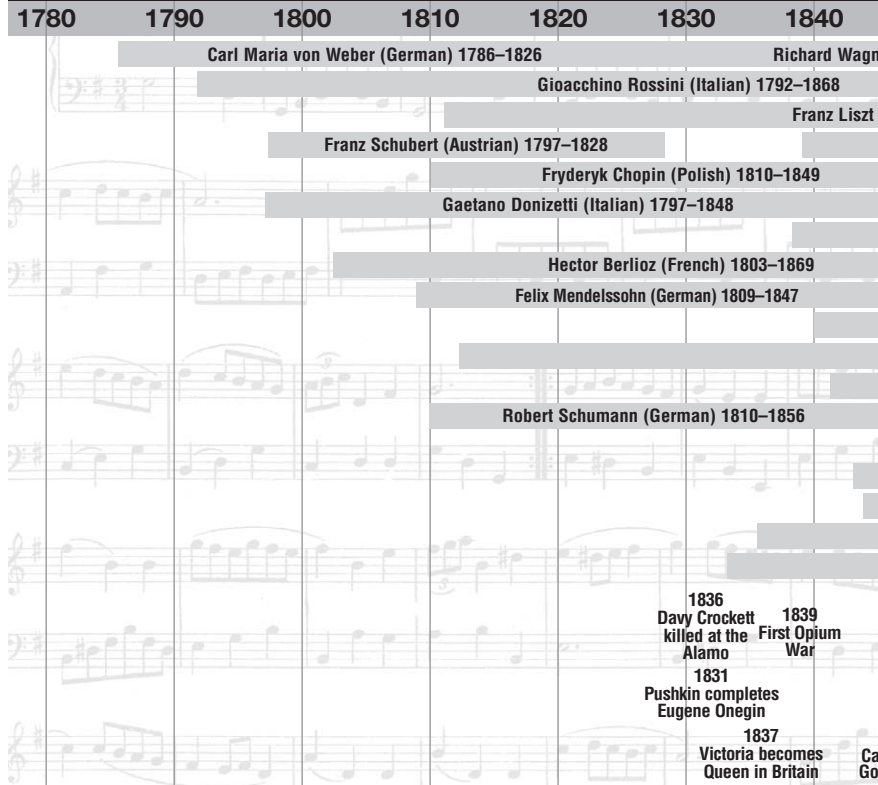 1780 1790 1800 1810 1820 1830 1840
Carl Maria von Weber (German) 1786–1826 Richard Wagn
Gioacchino Rossini (Italian) 1792–1868
Franz Liszt
Franz Schubert (Austrian) 1797–1828
Fryderyk Chopin (Polish) 1810–1849
Gaetano Donizetti (Italian) 1797–1848
Hector Berlioz (French) 1803–1869
Felix Mendelssohn (German) 1809–1847
Robert Schumann (German) 1810–1856
1836
Davy Crockett
killed at the
Alamo
1839
First Opium
War
1831
Pushkin completes
Eugene Onegin
1837
Victoria becomes
Queen in Britain
Ca
Go